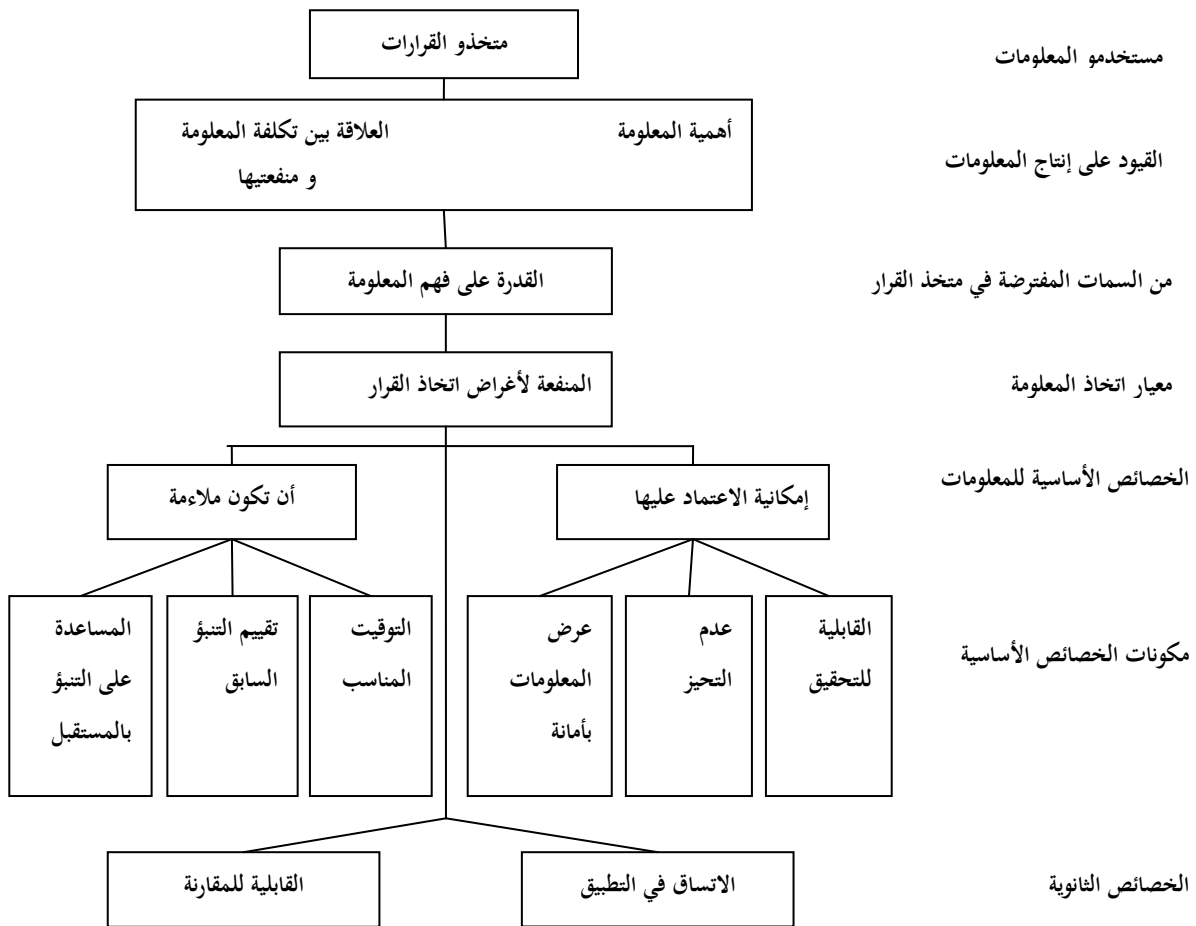 مستخدمو المعلومات
متخذو القرارات
القيود على إنتاج المعلومات
أهمية المعلومة
العلاقة بين تكلفة المعلومة
و منفعتيها
من السمات المفترضة في متخذ القرار
القدرة على فهم المعلومة
معيار اتخاذ المعلومة
المنفعة لأغراض اتخاذ القرار
الخصائص الأساسية للمعلومات
إمكانية الاعتماد عليها
أن تكون ملاءمة
مكونات الخصائص الأساسية
القابلية
للتحقيق
عدم
التحيز
عرض
المعلومات
بأمانة
التوقيت
المناسب
تقييم التنبؤ
السابق
المساعدة
على التنبؤ
بالمستقبل
الخصائص الثانوية
الاتساق في التطبيق
القابلية للمقارنة